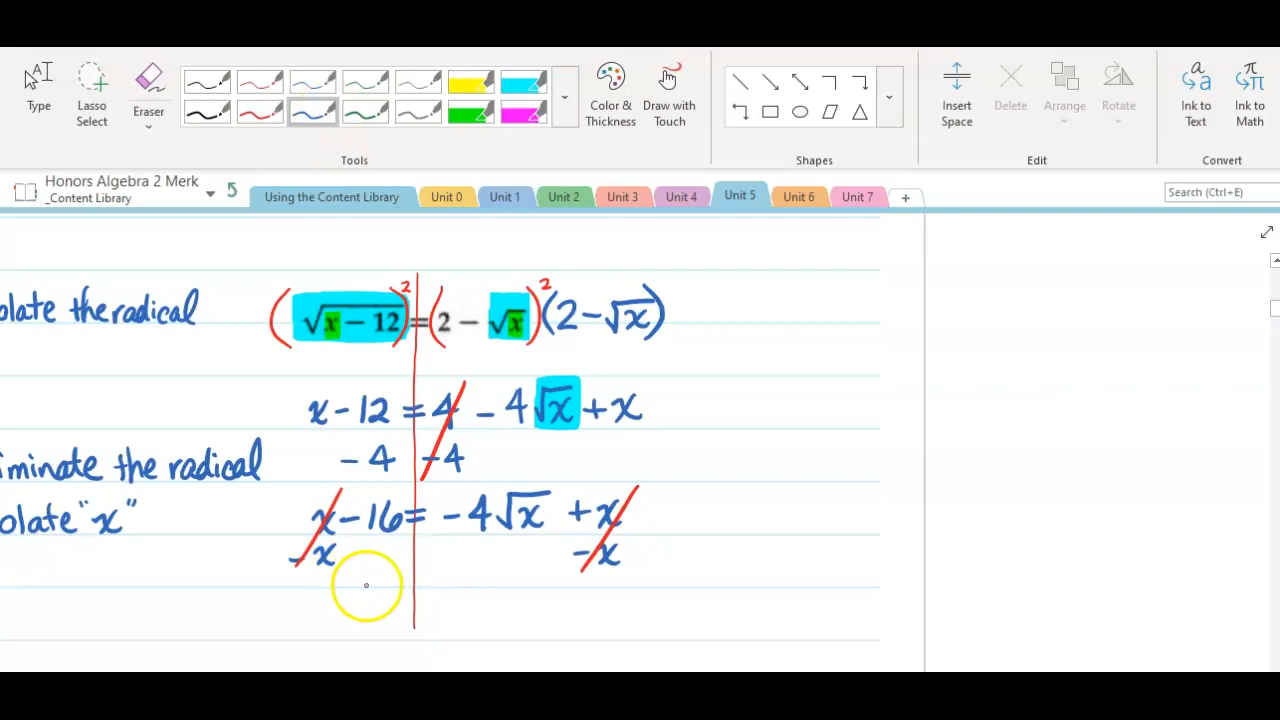 Type
Lasso Select
Eraser
Color & Thickness
Draw with Touch
Insert Space
Delete
Arrange
Rotate
Ink to Text
Ink to Math
Tools
Shapes
Edit
Convert
Honors Algebra 2 Merk
_Content Library
Using the Content Library
Unit 0
Unit 1
Unit 2
Unit 3
Unit 4
Unit 5
Unit 6
Unit 7
+
Search (Ctrl+E)
olate the radical
(√(x − 12))² = (2 − √x)² (2 − √x)
x − 12 = 4 − 4√x + x
iminate the radical
− 4 − 4
olate "x"
x − 16 = − 4√x + x
− x − x